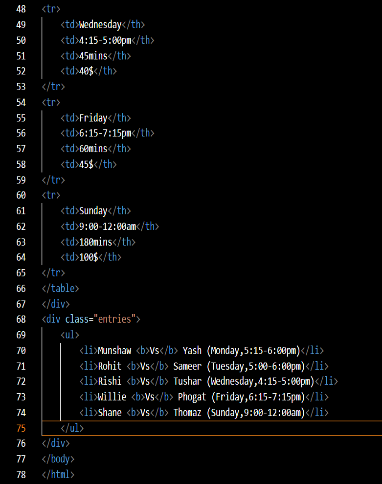 48 <tr>
49 <td>Wednesday</th>
50 <td>4:15-5:00pm</th>
51 <td>45mins</th>
52 <td>40$</th>
53 </tr>
54 <tr>
55 <td>Friday</th>
56 <td>6:15-7:15pm</th>
57 <td>60mins</th>
58 <td>45$</th>
59 </tr>
60 <tr>
61 <td>Sunday</th>
62 <td>9:00-12:00am</th>
63 <td>180mins</th>
64 <td>100$</th>
65 </tr>
66 </table>
67 </div>
68 <div class="entries">
69 <ul>
70 <li>Munshaw <b>Vs</b> Yash (Monday,5:15-6:00pm)</li>
71 <li>Rohit <b>Vs</b> Sameer (Tuesday,5:00-6:00pm)</li>
72 <li>Rishi <b>Vs</b> Tushar (Wednesday,4:15-5:00pm)</li>
73 <li>Willie <b>Vs</b> Phogat (Friday,6:15-7:15pm)</li>
74 <li>Shane <b>Vs</b> Thomaz (Sunday,9:00-12:00am)</li>
75 </ul>
76 </div>
77 </body>
78 </html>